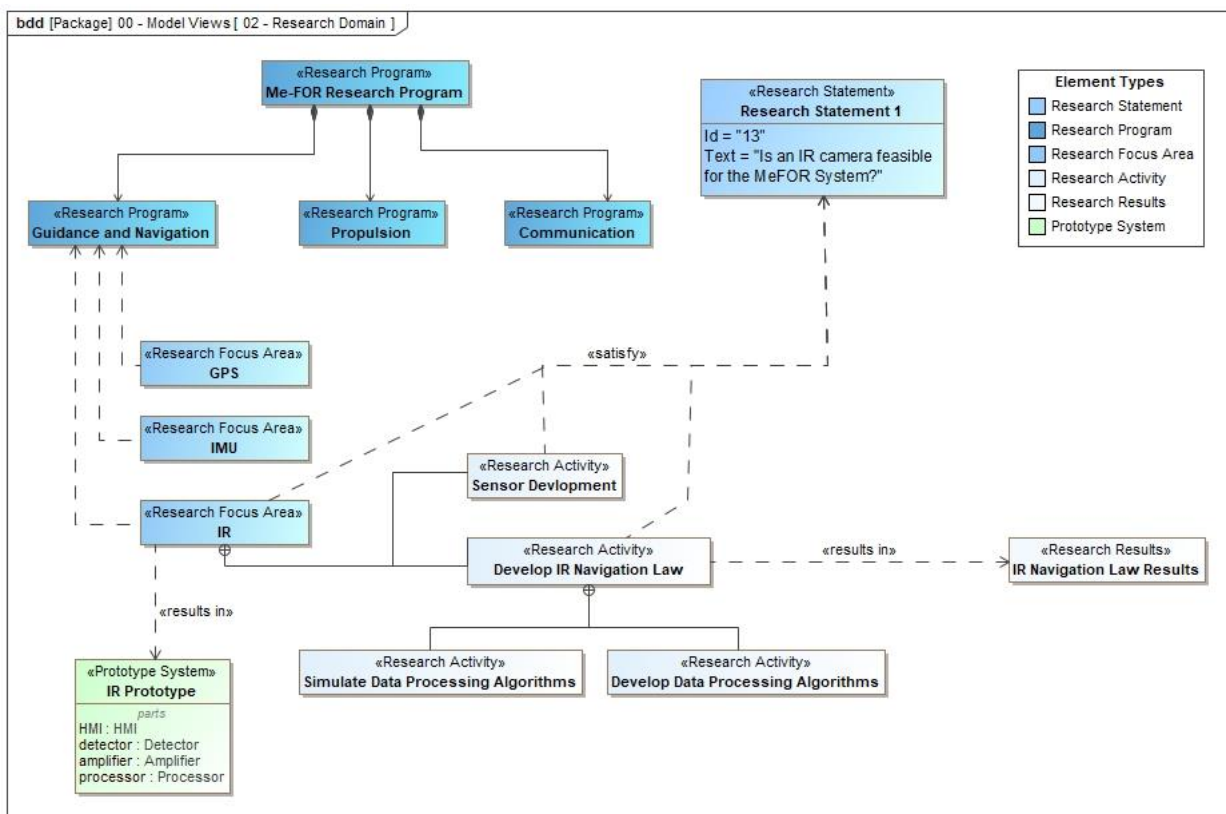 bdd [Package] 00 - Model Views [ 02 - Research Domain ]
«Research Program»
Me-FOR Research Program
«Research Statement»
Research Statement 1
Id = "13"
Text = "Is an IR camera feasible
for the MeFOR System?"
Element Types
Research Statement
Research Program
Research Focus Area
Research Activity
Research Results
Prototype System
«Research Program»
Guidance and Navigation
«Research Program»
Propulsion
«Research Program»
Communication
«Research Focus Area»
GPS
«satisfy»
«Research Focus Area»
IMU
«Research Activity»
Sensor Devlopment
«Research Focus Area»
IR
«Research Activity»
Develop IR Navigation Law
«results in»
«Research Results»
IR Navigation Law Results
«results in»
«Prototype System»
IR Prototype
parts
HMI : HMI
detector : Detector
amplifier : Amplifier
processor : Processor
«Research Activity»
Simulate Data Processing Algorithms
«Research Activity»
Develop Data Processing Algorithms